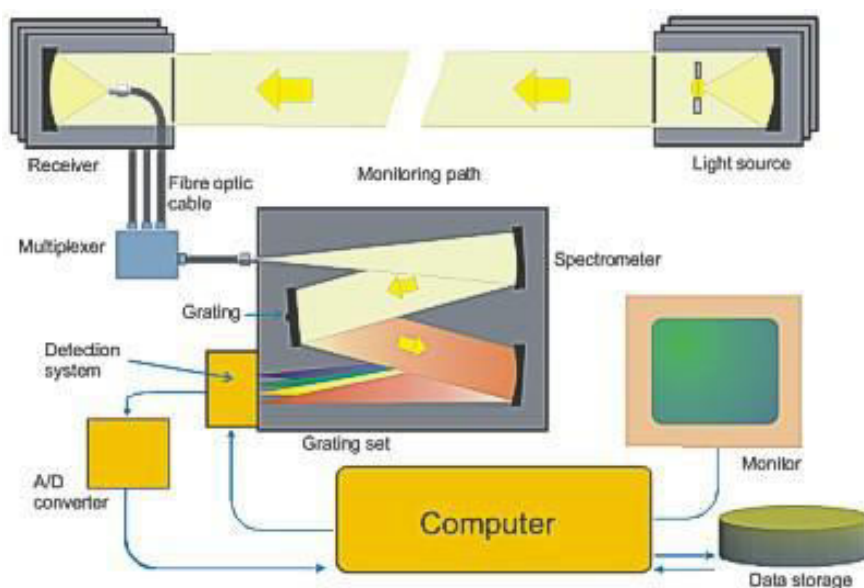 Receiver
Light source
Fibre optic
cable
Monitoring path
Multiplexer
Spectrometer
Grating
Detection
system
Grating set
Monitor
A/D
converter
Computer
Data storage